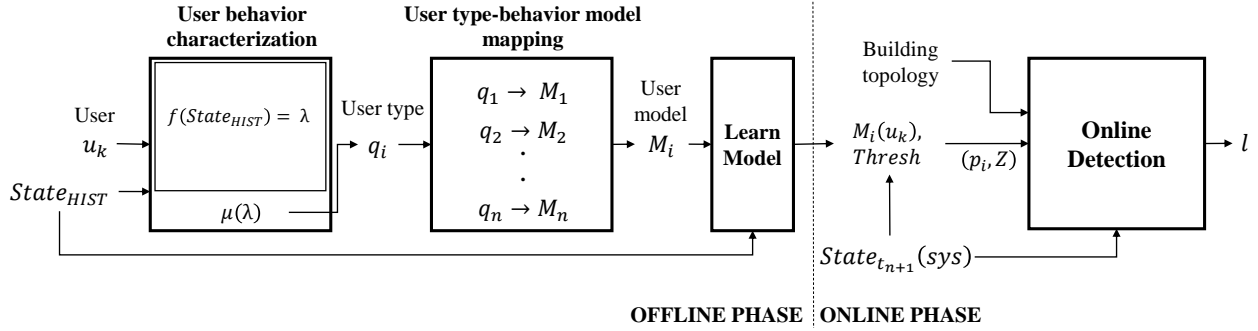 User behavior
characterization
User type-behavior model
mapping
User
u_k
State_HIST
f(State_HIST) = λ
μ(λ)
User type
q_i
q_1 → M_1
q_2 → M_2
.
.
.
q_n → M_n
User
model
M_i
Learn
Model
Building
topology
M_i(u_k),
Thresh
(p_i, Z)
State_{t_{n+1}}(sys)
Online
Detection
l
OFFLINE PHASE
ONLINE PHASE